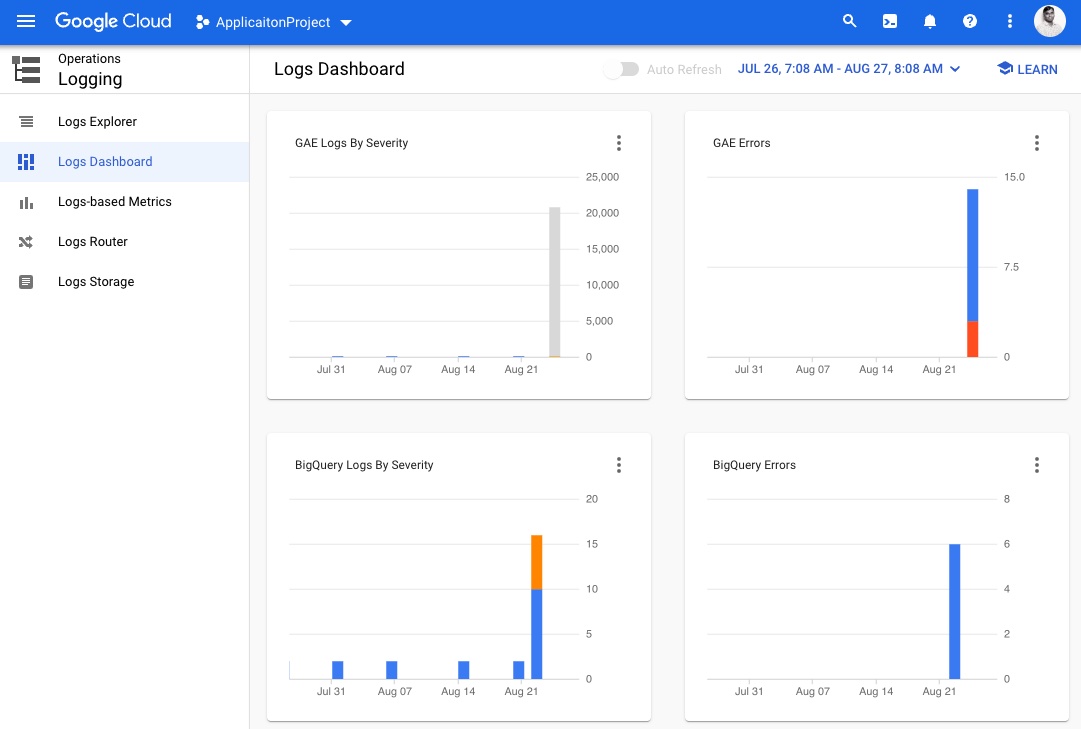 Google Cloud
ApplicaitonProject
Operations
Logging
Logs Dashboard
Auto Refresh
JUL 26, 7:08 AM - AUG 27, 8:08 AM
LEARN
Logs Explorer
Logs Dashboard
Logs-based Metrics
Logs Router
Logs Storage
GAE Logs By Severity
25,000
20,000
15,000
10,000
5,000
0
Jul 31 Aug 07 Aug 14 Aug 21
GAE Errors
15.0
7.5
0
Jul 31 Aug 07 Aug 14 Aug 21
BigQuery Logs By Severity
20
15
10
5
0
Jul 31 Aug 07 Aug 14 Aug 21
BigQuery Errors
8
6
4
2
0
Jul 31 Aug 07 Aug 14 Aug 21